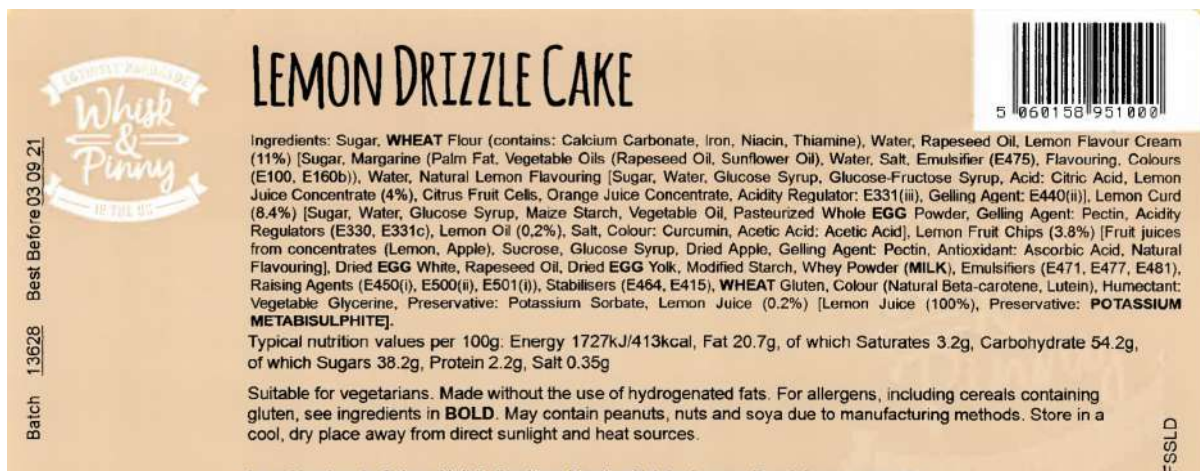 LOVINGLY HANDMADE
Whisk
&
Pinny
IN THE UK
Batch 13628 Best Before 03 09 21
LEMON DRIZZLE CAKE
5 060158 951000
Ingredients: Sugar, WHEAT Flour (contains: Calcium Carbonate, Iron, Niacin, Thiamine), Water, Rapeseed Oil, Lemon Flavour Cream
(11%) [Sugar, Margarine (Palm Fat, Vegetable Oils (Rapeseed Oil, Sunflower Oil), Water, Salt, Emulsifier (E475), Flavouring, Colours
(E100, E160b)), Water, Natural Lemon Flavouring [Sugar, Water, Glucose Syrup, Glucose-Fructose Syrup, Acid: Citric Acid, Lemon
Juice Concentrate (4%), Citrus Fruit Cells, Orange Juice Concentrate, Acidity Regulator: E331(iii), Gelling Agent: E440(ii)], Lemon Curd
(8.4%) [Sugar, Water, Glucose Syrup, Maize Starch, Vegetable Oil, Pasteurized Whole EGG Powder, Gelling Agent: Pectin, Acidity
Regulators (E330, E331c), Lemon Oil (0,2%), Salt, Colour: Curcumin, Acetic Acid: Acetic Acid], Lemon Fruit Chips (3.8%) [Fruit juices
from concentrates (Lemon, Apple), Sucrose, Glucose Syrup, Dried Apple, Gelling Agent: Pectin, Antioxidant: Ascorbic Acid, Natural
Flavouring], Dried EGG White, Rapeseed Oil, Dried EGG Yolk, Modified Starch, Whey Powder (MILK), Emulsifiers (E471, E477, E481),
Raising Agents (E450(i), E500(ii), E501(i)), Stabilisers (E464, E415), WHEAT Gluten, Colour (Natural Beta-carotene, Lutein), Humectant:
Vegetable Glycerine, Preservative: Potassium Sorbate, Lemon Juice (0.2%) [Lemon Juice (100%), Preservative: POTASSIUM
METABISULPHITE].
Typical nutrition values per 100g: Energy 1727kJ/413kcal, Fat 20.7g, of which Saturates 3.2g, Carbohydrate 54.2g,
of which Sugars 38.2g, Protein 2.2g, Salt 0.35g
Suitable for vegetarians. Made without the use of hydrogenated fats. For allergens, including cereals containing
gluten, see ingredients in BOLD. May contain peanuts, nuts and soya due to manufacturing methods. Store in a
cool, dry place away from direct sunlight and heat sources.
FSSLD